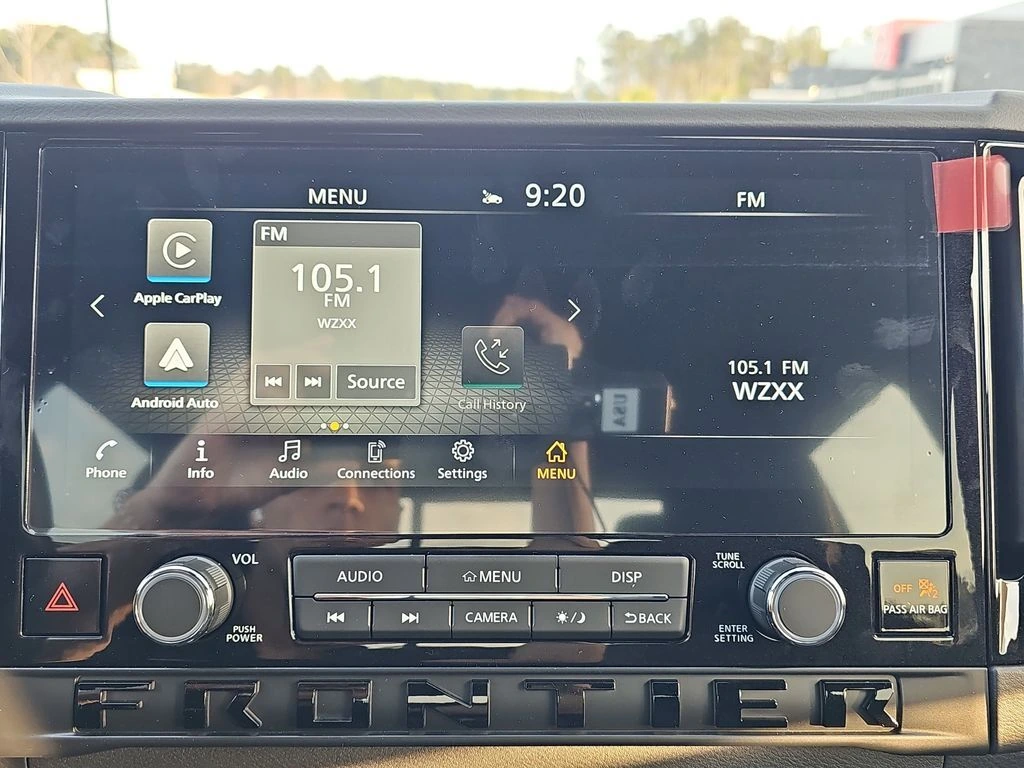 MENU
9:20
FM
Apple CarPlay
Android Auto
FM
105.1
FM
WZXX
Source
Call History
105.1 FM
WZXX
USA
Phone
Info
Audio
Connections
Settings
MENU
VOL
PUSH
POWER
AUDIO
MENU
DISP
CAMERA
BACK
TUNE
SCROLL
ENTER
SETTING
OFF
2
PASS AIR BAG
FRONTIER